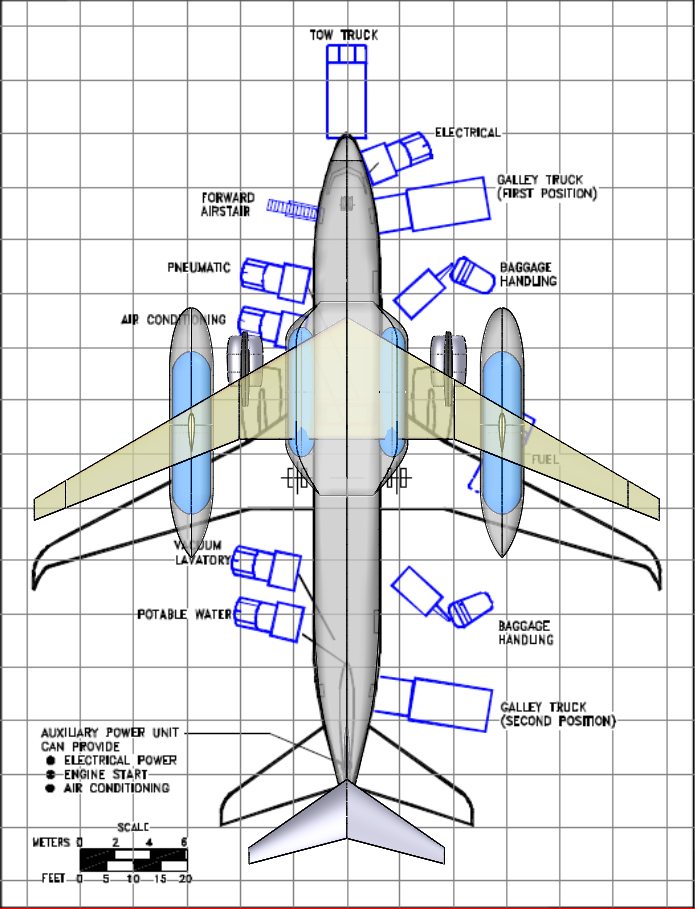 TOW TRUCK
ELECTRICAL
GALLEY TRUCK
(FIRST POSITION)
FORWARD
AIRSTAIR
PNEUMATIC
BAGGAGE
HANDLING
AIR CONDITIONING
FUEL
VACUUM
LAVATORY
POTABLE WATER
BAGGAGE
HANDLING
GALLEY TRUCK
(SECOND POSITION)
AUXILIARY POWER UNIT
CAN PROVIDE
● ELECTRICAL POWER
● ENGINE START
● AIR CONDITIONING
SCALE
METERS 0 2 4 6
FEET 0 5 10 15 20